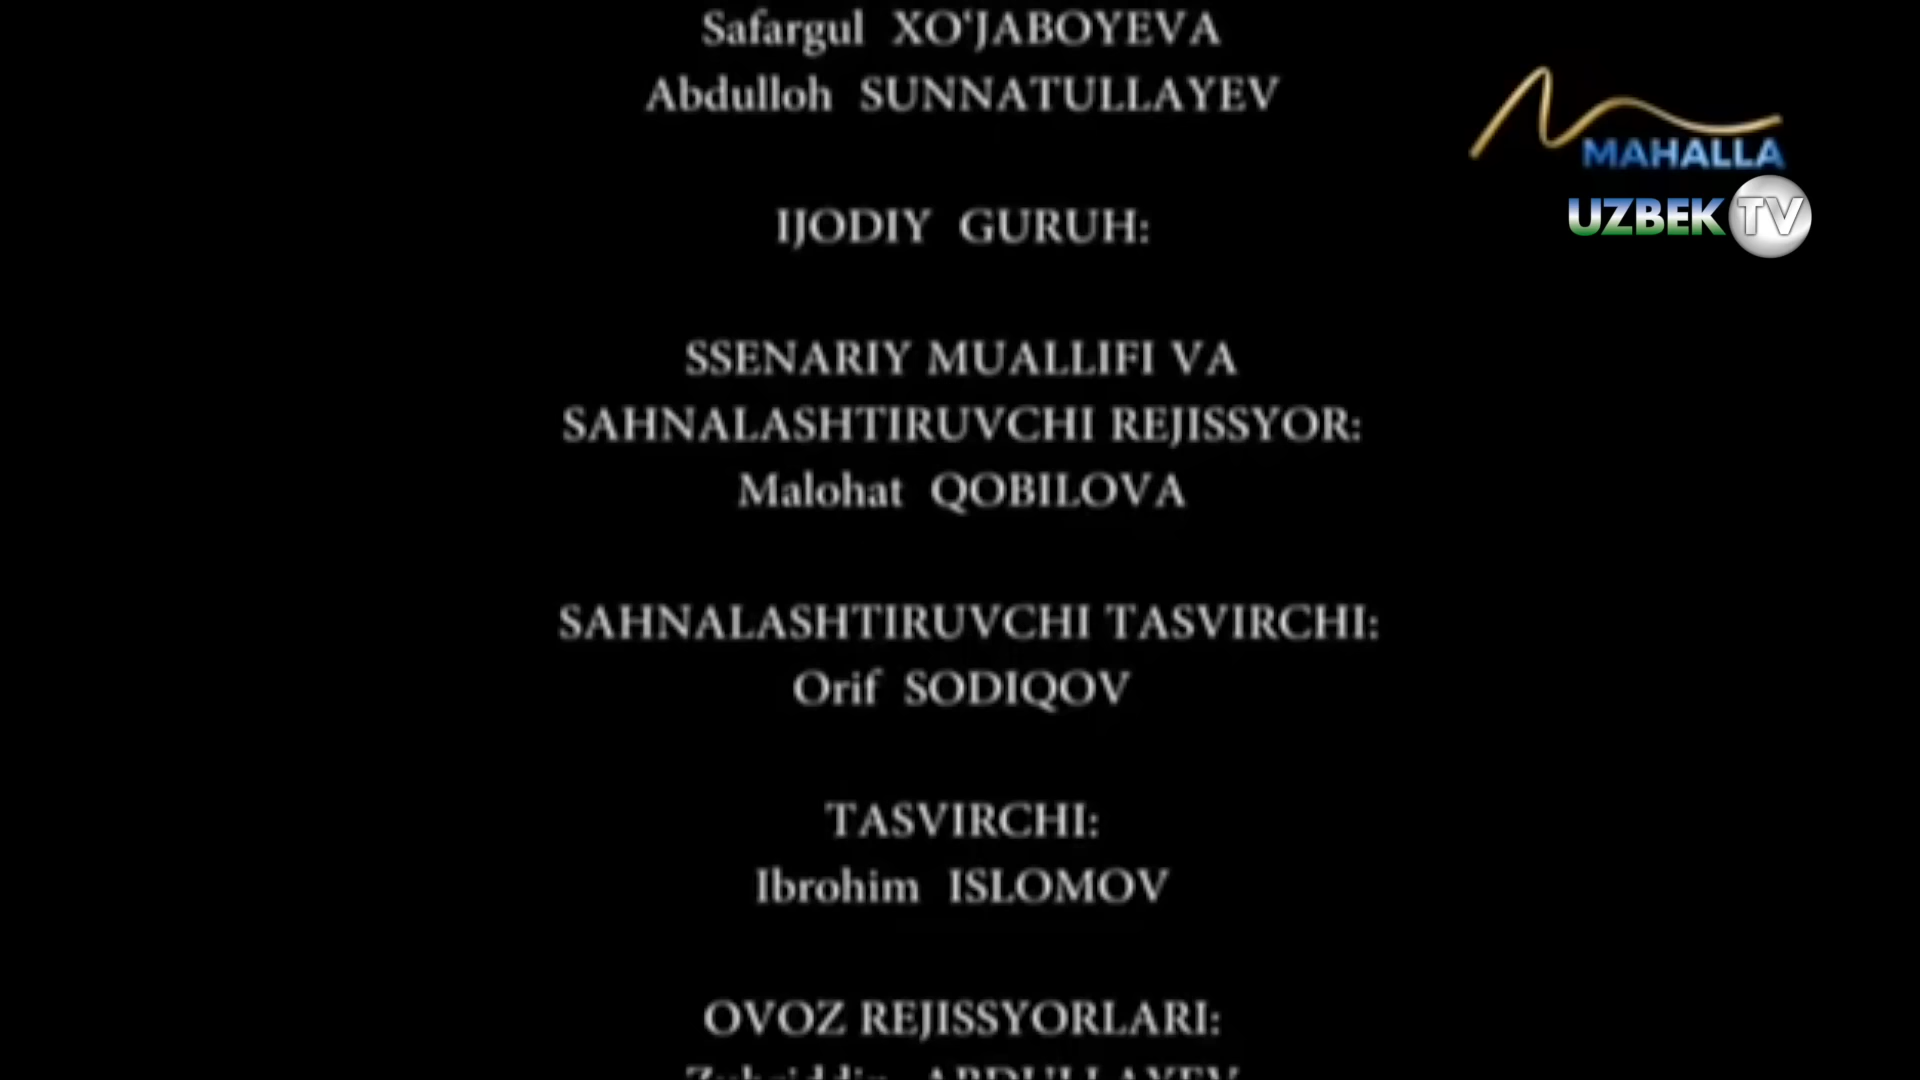 Safargul XO‘JABOYEVA
Abdulloh SUNNATULLAYEV
MAHALLA
UZBEK TV
IJODIY GURUH:
SSENARIY MUALLIFI VA
SAHNALASHTIRUVCHI REJISSYOR:
Malohat QOBILOVA
SAHNALASHTIRUVCHI TASVIRCHI:
Orif SODIQOV
TASVIRCHI:
Ibrohim ISLOMOV
OVOZ REJISSYORLARI:
ABDULLAYEV